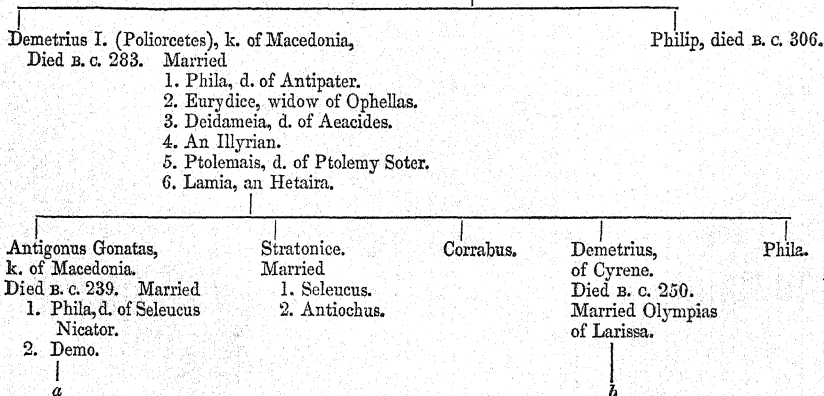 Demetrius I. (Poliorcetes), k. of Macedonia,
Died B. C. 283. Married
1. Phila, d. of Antipater.
2. Eurydice, widow of Ophellas.
3. Deidameia, d. of Aeacides.
4. An Illyrian.
5. Ptolemais, d. of Ptolemy Soter.
6. Lamia, an Hetaira.
Philip, died B. C. 306.
Antigonus Gonatas,
k. of Macedonia.
Died B. C. 239. Married
1. Phila, d. of Seleucus
Nicator.
2. Demo.
a
Stratonice.
Married
1. Seleucus.
2. Antiochus.
Corrabus.
Demetrius,
of Cyrene.
Died B. C. 250.
Married Olympias
of Larissa.
b
Phila.